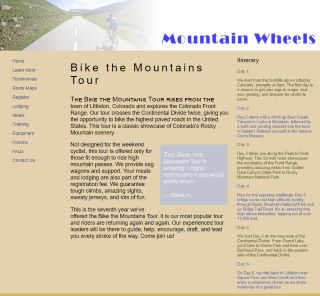 Mountain Wheels
Home
Learn More
Testimonials
Route Maps
Register
Lodging
Meals
Training
Equipment
Forums
FAQs
Contact Us
Bike the Mountains
Tour
The Bike the Mountains Tour rises from the
town of Littleton, Colorado and explores the Colorado Front
Range. Our tour crosses the Continental Divide twice, giving you
the opportunity to bike the highest paved roads in the United
States. This tour is a classic showcase of Colorado's Rocky
Mountain scenery.
Not designed for the weekend
cyclist, this tour is offered only for
those fit enough to ride high
mountain passes. We provide sag
wagons and support. Your meals
and lodging are also part of the
registration fee. We guarantee
tough climbs, amazing sights,
sweaty jerseys, and lots of fun.
The Bike the
Mountains Tour is
amazing! I highly
recommend it and would
gladly return.
— Steve H.
This is the seventh year we've
offered the Bike the Mountains Tour. It is our most popular tour
and riders are returning again and again. Our experienced tour
leaders will be there to guide, help, encourage, draft, and lead
you every stroke of the way. Come join us!
Itinerary
Day 1
We start from the foothills above Littleton,
Colorado, promptly at 9am. The first day is
a chance to get your legs in shape, test
your gearing, and prepare for what's to
come.
Day 2
Day 2 starts with a climb up Bear Creek
Canyon to Lookout Mountain, followed by
a swift and winding descent into the town
of Golden. Refresh yourself at the famous
Coors Brewery.
Day 3
Day 3 takes you along the Peak to Peak
Highway. This 55-mile route showcases
the mountains of the Front Range,
providing amazing vistas from Golden
Gate Canyon State Park to Rocky
Mountain National Park.
Day 4
Now for the supreme challenge: Day 4
brings some real high-altitude cycling
through Rocky Mountain National Park and
up Trail Ridge Road. It's an amazing ride,
high above timberline, topping out at over
11,000 feet.
Day 5
We start Day 5 on the west side of the
Continental Divide. From Grand Lake,
you'll bike to Winter Park and then over
Berthoud Pass, and back to the eastern
side of the Continental Divide.
Day 6
On Day 6, we ride back to Littleton over
Squaw Pass and Bear Creek and then
enjoy a celebratory dinner as we share
memories of a great tour.